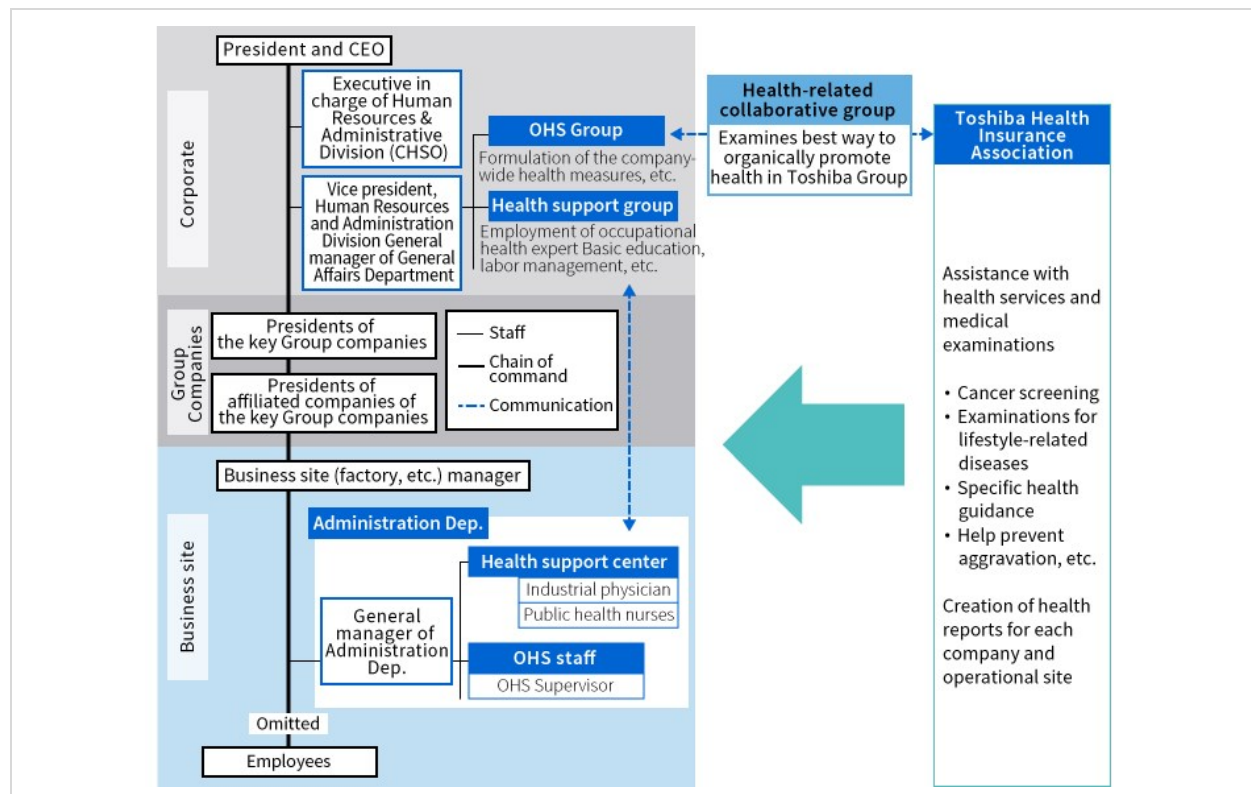 President and CEO
Corporate
Executive in
charge of Human
Resources &
Administrative
Division (CHSO)
Vice president,
Human Resources
and Administration
Division General
manager of General
Affairs Department
OHS Group
Formulation of the company-
wide health measures, etc.
Health support group
Employment of occupational
health expert Basic education,
labor management, etc.
Health-related
collaborative group
Examines best way to
organically promote
health in Toshiba Group
Toshiba Health
Insurance
Association
Assistance with
health services and
medical
examinations
・Cancer screening
・Examinations for
lifestyle-related
diseases
・Specific health
guidance
・Help prevent
aggravation, etc.
Creation of health
reports for each
company and
operational site
Group
Companies
Presidents of
the key Group companies
Presidents of
affiliated companies of
the key Group companies
Staff
Chain of
command
Communication
Business site
Business site (factory, etc.) manager
Administration Dep.
General
manager of
Administration
Dep.
Health support center
Industrial physician
Public health nurses
OHS staff
OHS Supervisor
Omitted
Employees